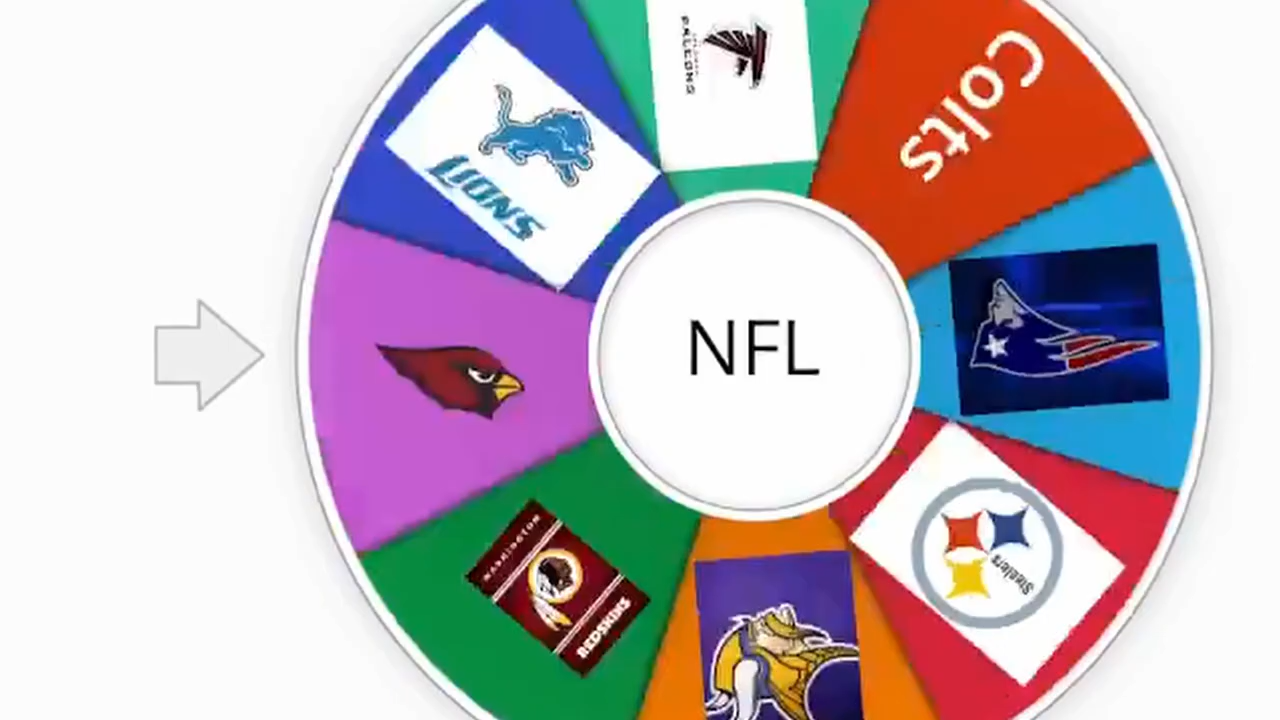 FALCONS
Colts
LIONS
NFL
Steelers
WASHINGTON
REDSKINS